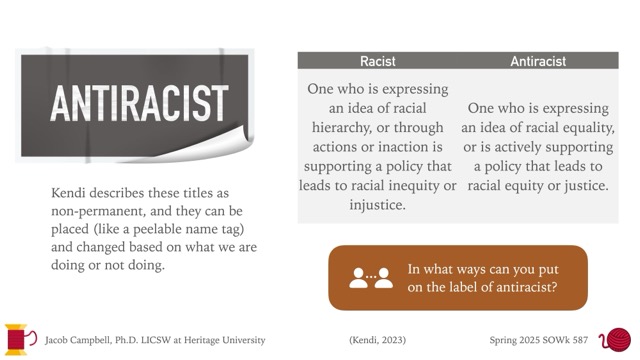 ANTIRACIST
Kendi describes these titles as
non-permanent, and they can be
placed (like a peelable name tag)
and changed based on what we are
doing or not doing.
Racist
One who is expressing
an idea of racial
hierarchy, or through
actions or inaction is
supporting a policy that
leads to racial inequity or
injustice.
Antiracist
One who is expressing
an idea of racial equality,
or is actively supporting
a policy that leads to
racial equity or justice.
In what ways can you put
on the label of antiracist?
Jacob Campbell, Ph.D. LICSW at Heritage University
(Kendi, 2023)
Spring 2025 SOWk 587